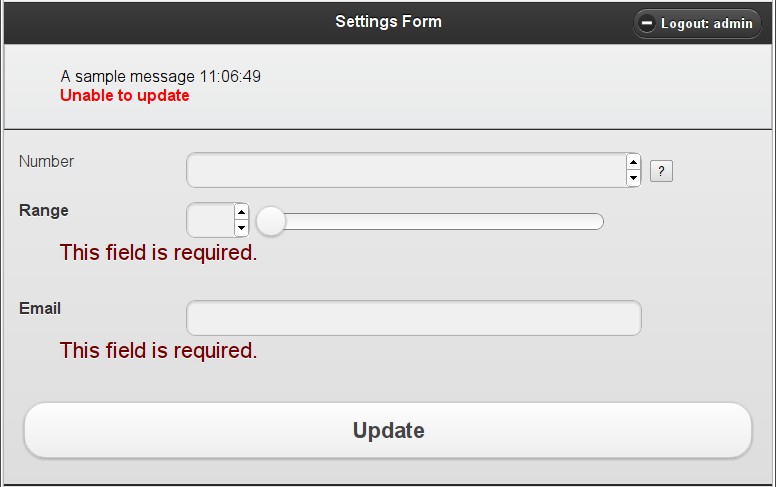 Settings Form
Logout: admin
A sample message 11:06:49
Unable to update
Number
?
Range
This field is required.
Email
This field is required.
Update